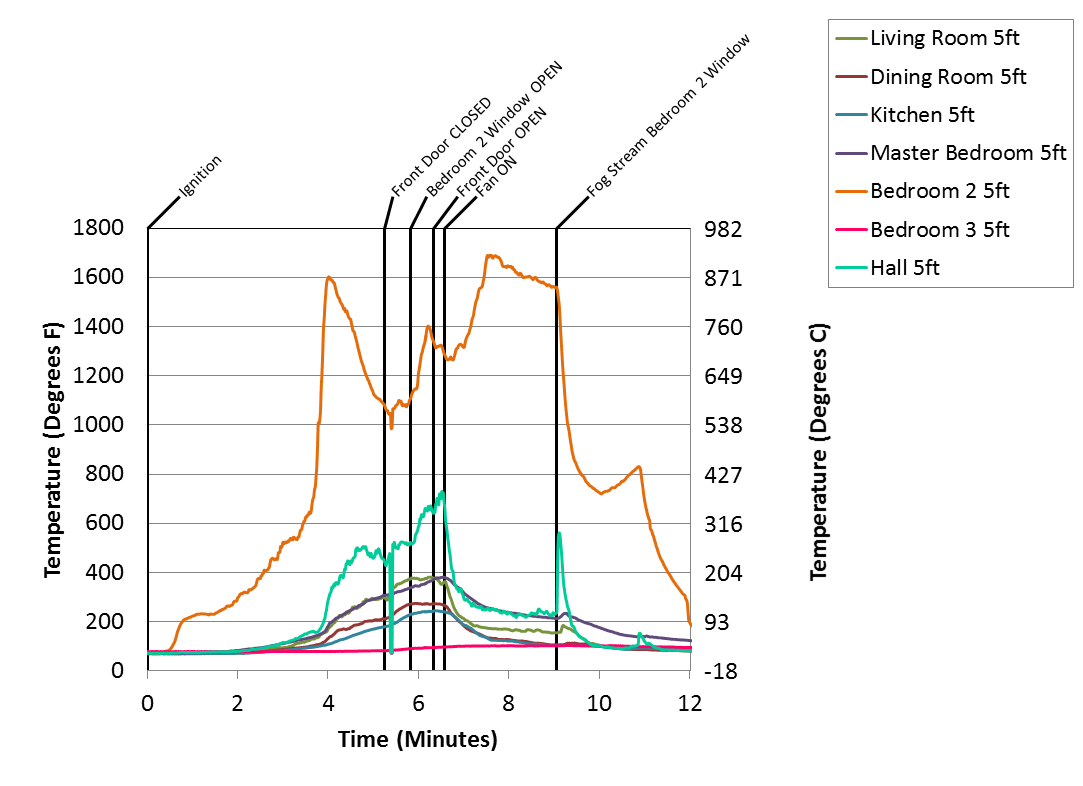 Living Room 5ft
Dining Room 5ft
Kitchen 5ft
Master Bedroom 5ft
Bedroom 2 5ft
Bedroom 3 5ft
Hall 5ft
Ignition
Front Door CLOSED
Bedroom 2 Window OPEN
Front Door OPEN
Fan ON
Fog Stream Bedroom 2 Window
Temperature (Degrees F)
1800
1600
1400
1200
1000
800
600
400
200
0
982
871
760
649
538
427
316
204
93
-18
Temperature (Degrees C)
0
2
4
6
8
10
12
Time (Minutes)